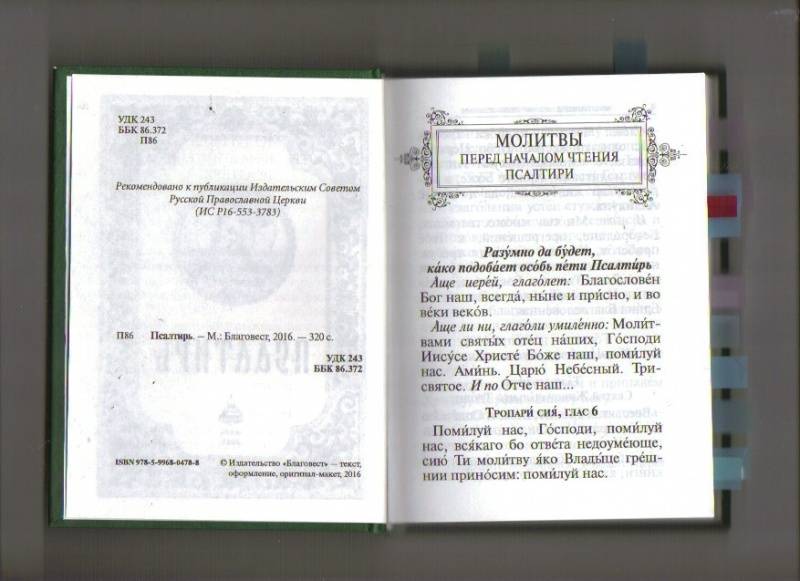 УДК 243
ББК 86.372
П86
Рекомендовано к публикации Издательским Советом
Русской Православной Церкви
(ИС Р16-553-3783)
П86 Псалтирь. – М.: Благовест, 2016. — 320 с.
УДК 243
ББК 86.372
ISBN 978-5-9968-0478-8
© Издательство «Благовест» – текст,
оформление, оригинал-макет, 2016
МОЛИТВЫ
ПЕРЕД НАЧАЛОМ ЧТЕНИЯ
ПСАЛТИРИ
Разу́мно да бу́дет,
ка́ко подоба́ет осо́бь пе́ти Псалти́рь
Аще иере́й, глаго́лет: Благослове́н
Бог наш, всегда́, ны́не и при́сно, и во
ве́ки веко́в.
Аще ли ни, глаго́ли умиле́нно: Моли́т-
вами святы́х оте́ц на́ших, Го́споди
Иису́се Христе́ Бо́же наш, поми́луй
нас. Ами́нь. Царю́ Небе́сный. Три-
свято́е. И по О́тче наш...
Тропари́ сия́, глас 6
Поми́луй нас, Го́споди, поми́луй
нас, вся́каго бо отве́та недоуме́юще,
сию́ Ти моли́тву я́ко Влады́це гре́ш-
нии прино́сим: поми́луй нас.